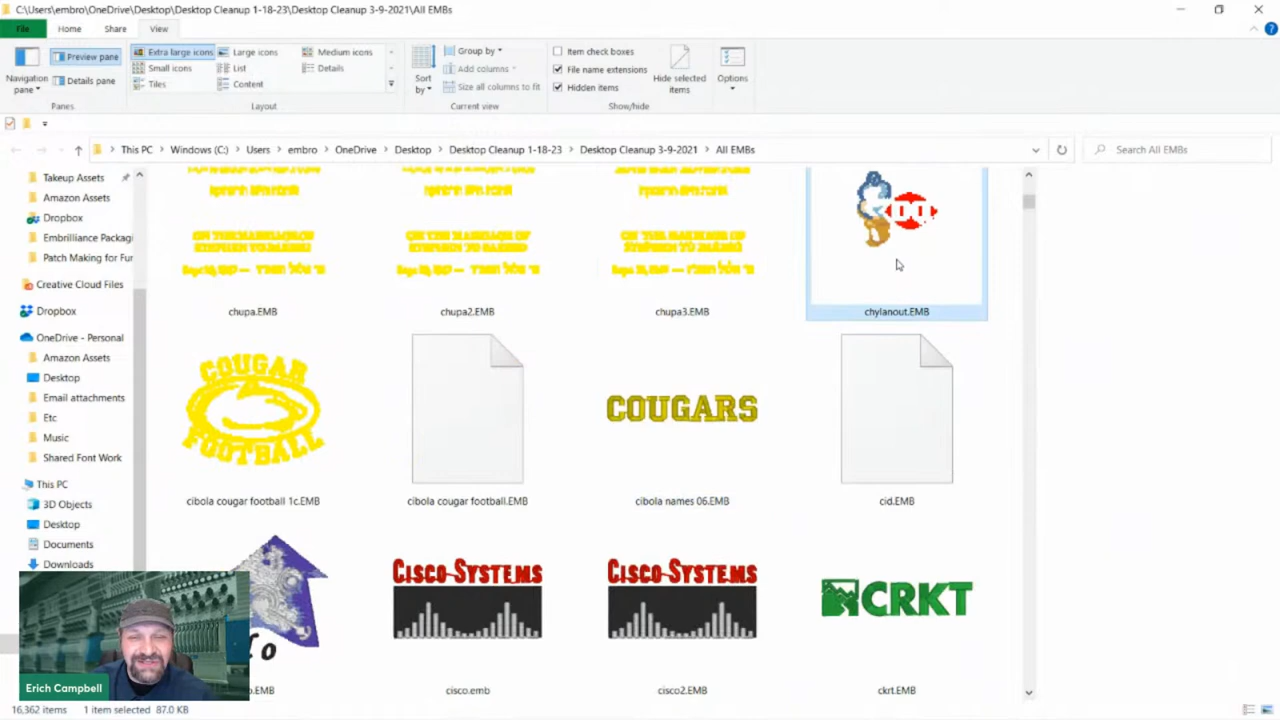 C:\Users\embro\OneDrive\Desktop\Desktop Cleanup 1-18-23\Desktop Cleanup 3-9-2021\All EMBs
File Home Share View
Navigation pane
Preview pane
Details pane
Panes
Extra large icons Large icons Medium icons
Small icons List Details
Tiles Content
Layout
Sort by
Group by
Add columns
Size all columns to fit
Current view
Item check boxes
File name extensions
Hidden items
Hide selected items
Show/hide
Options
This PC > Windows (C:) > Users > embro > OneDrive > Desktop > Desktop Cleanup 1-18-23 > Desktop Cleanup 3-9-2021 > All EMBs
Search All EMBs
Takeup Assets
Amazon Assets
Dropbox
Embrilliance Packagi
Patch Making for Fur
Creative Cloud Files
Dropbox
OneDrive - Personal
Amazon Assets
Desktop
Email attachments
Etc
Music
Shared Font Work
This PC
3D Objects
Desktop
Documents
Downloads
chupa.EMB chupa2.EMB chupa3.EMB chylanout.EMB
COUGAR
FOOTBALL
COUGARS
cibola cougar football 1c.EMB cibola cougar football.EMB cibola names 06.EMB cid.EMB
CISCO SYSTEMS
CISCO SYSTEMS
CRKT
.EMB cisco.emb cisco2.EMB ckrt.EMB
Erich Campbell
16,362 items 1 item selected 87.0 KB